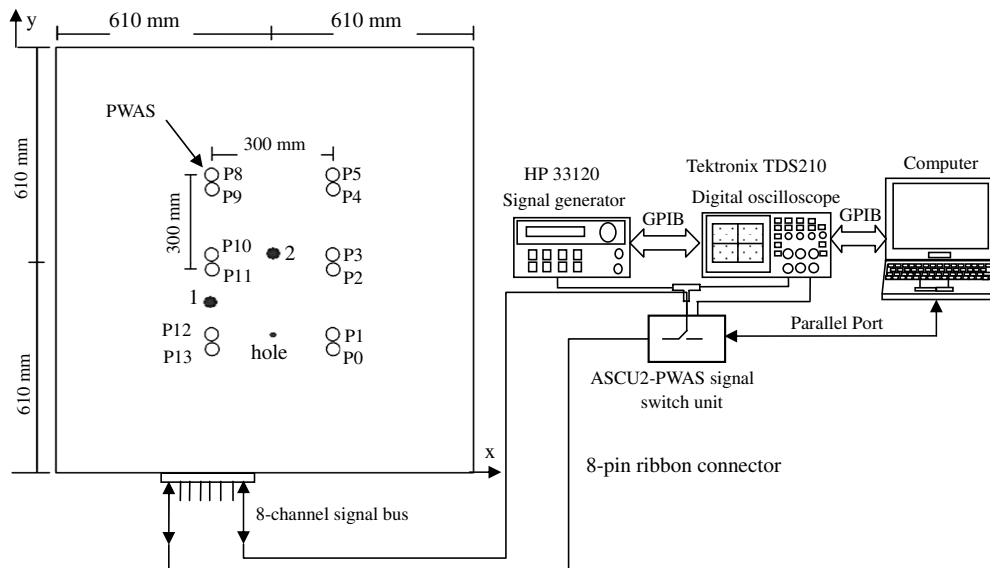 y
610 mm
610 mm
610 mm
610 mm
PWAS
300 mm
300 mm
P8
P9
P5
P4
P10
P11
2
P3
P2
1
P12
P13
hole
P1
P0
x
8-channel signal bus
HP 33120
Signal generator
GPIB
Tektronix TDS210
Digital oscilloscope
GPIB
Computer
Parallel Port
ASCU2-PWAS signal
switch unit
8-pin ribbon connector